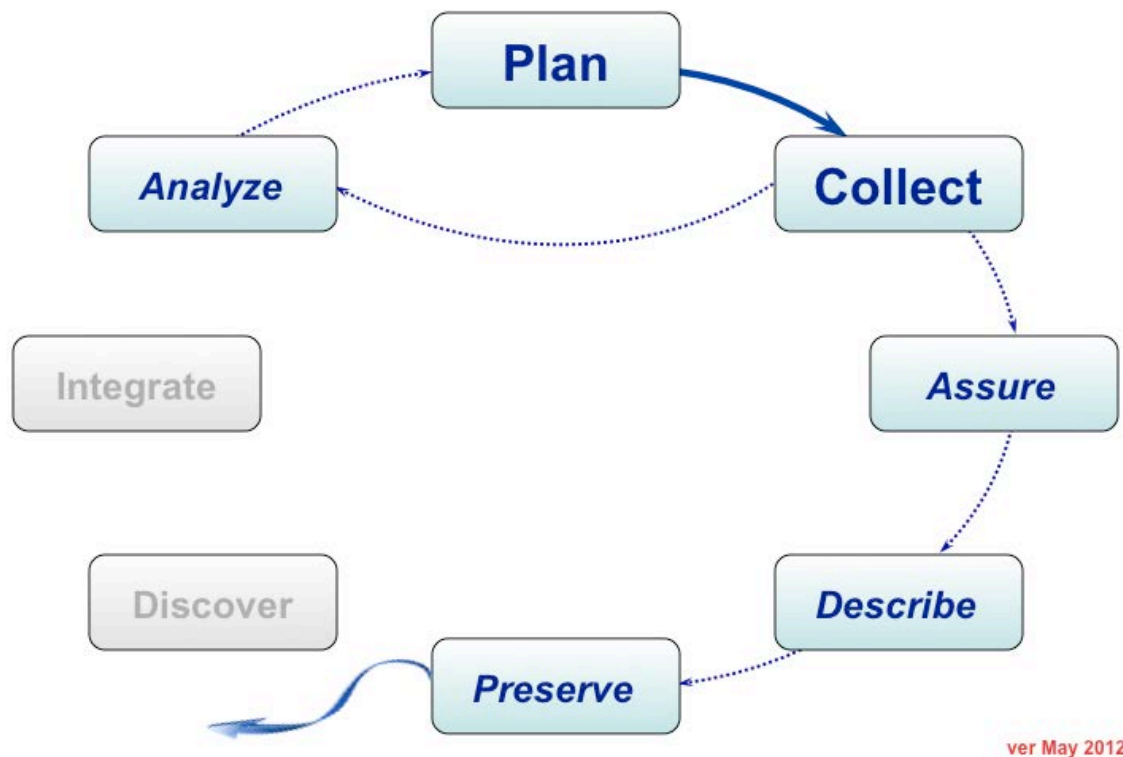 Plan
Analyze
Collect
Integrate
Assure
Discover
Describe
Preserve
ver May 2012